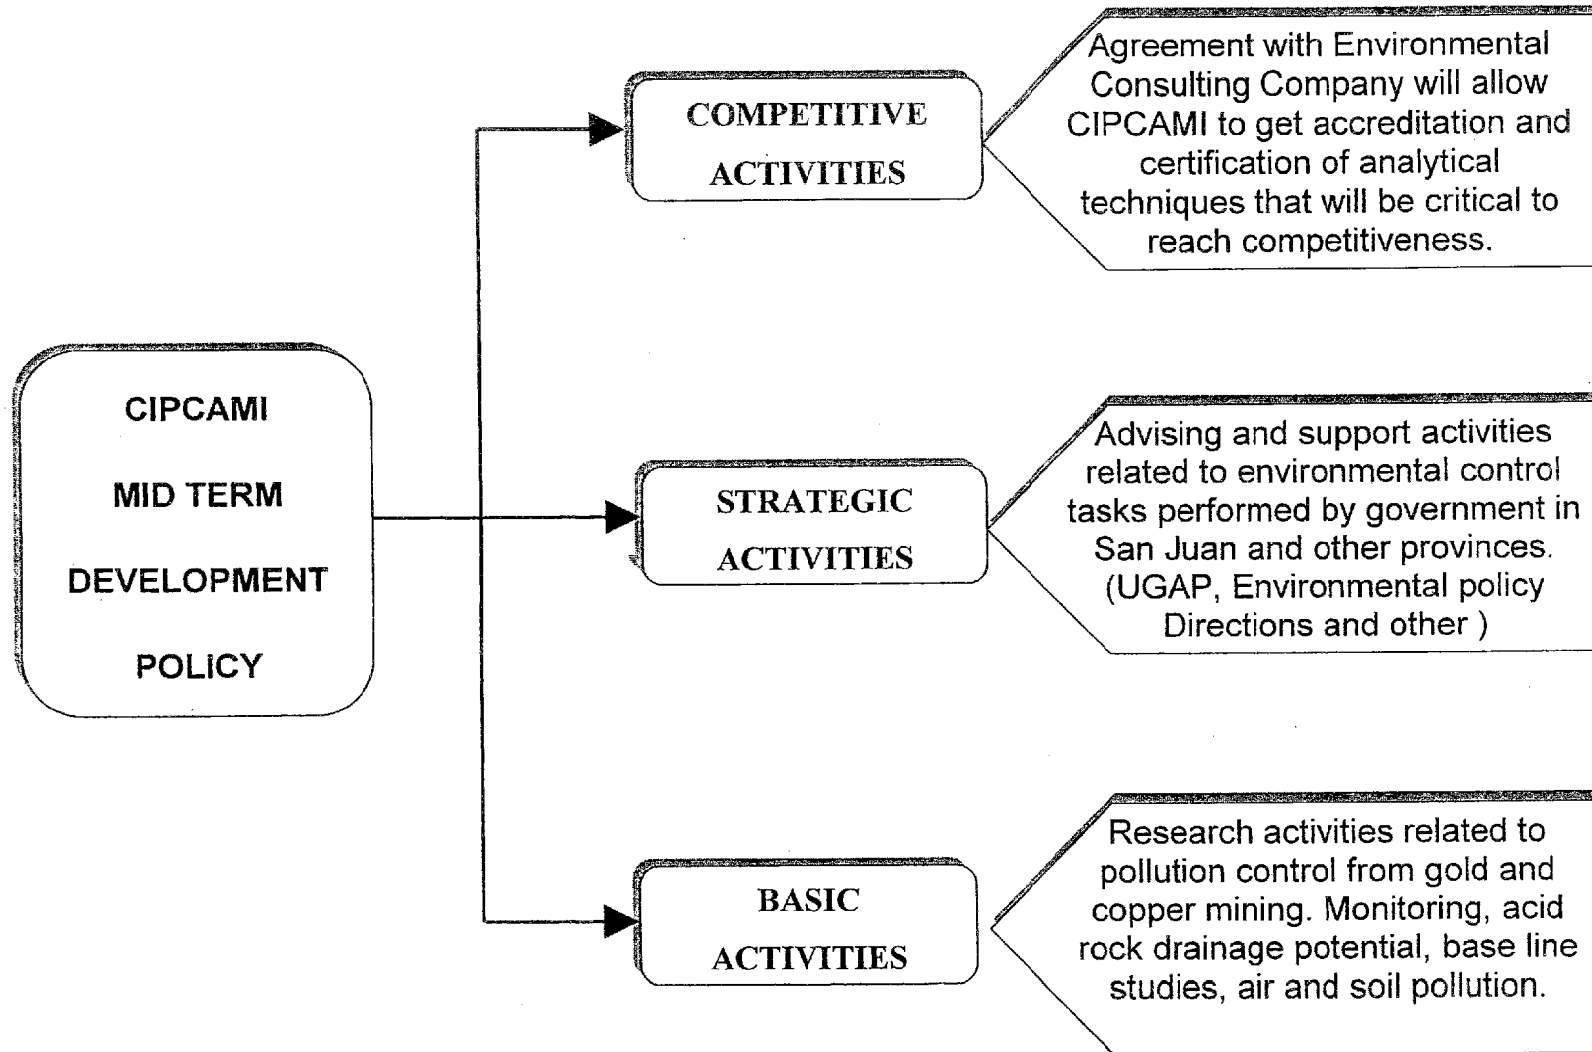 CIPCAMI
MID TERM
DEVELOPMENT
POLICY
COMPETITIVE
ACTIVITIES
Agreement with Environmental
Consulting Company will allow
CIPCAMI to get accreditation and
certification of analytical
techniques that will be critical to
reach competitiveness.
STRATEGIC
ACTIVITIES
Advising and support activities
related to environmental control
tasks performed by government in
San Juan and other provinces.
(UGAP, Environmental policy
Directions and other )
BASIC
ACTIVITIES
Research activities related to
pollution control from gold and
copper mining. Monitoring, acid
rock drainage potential, base line
studies, air and soil pollution.